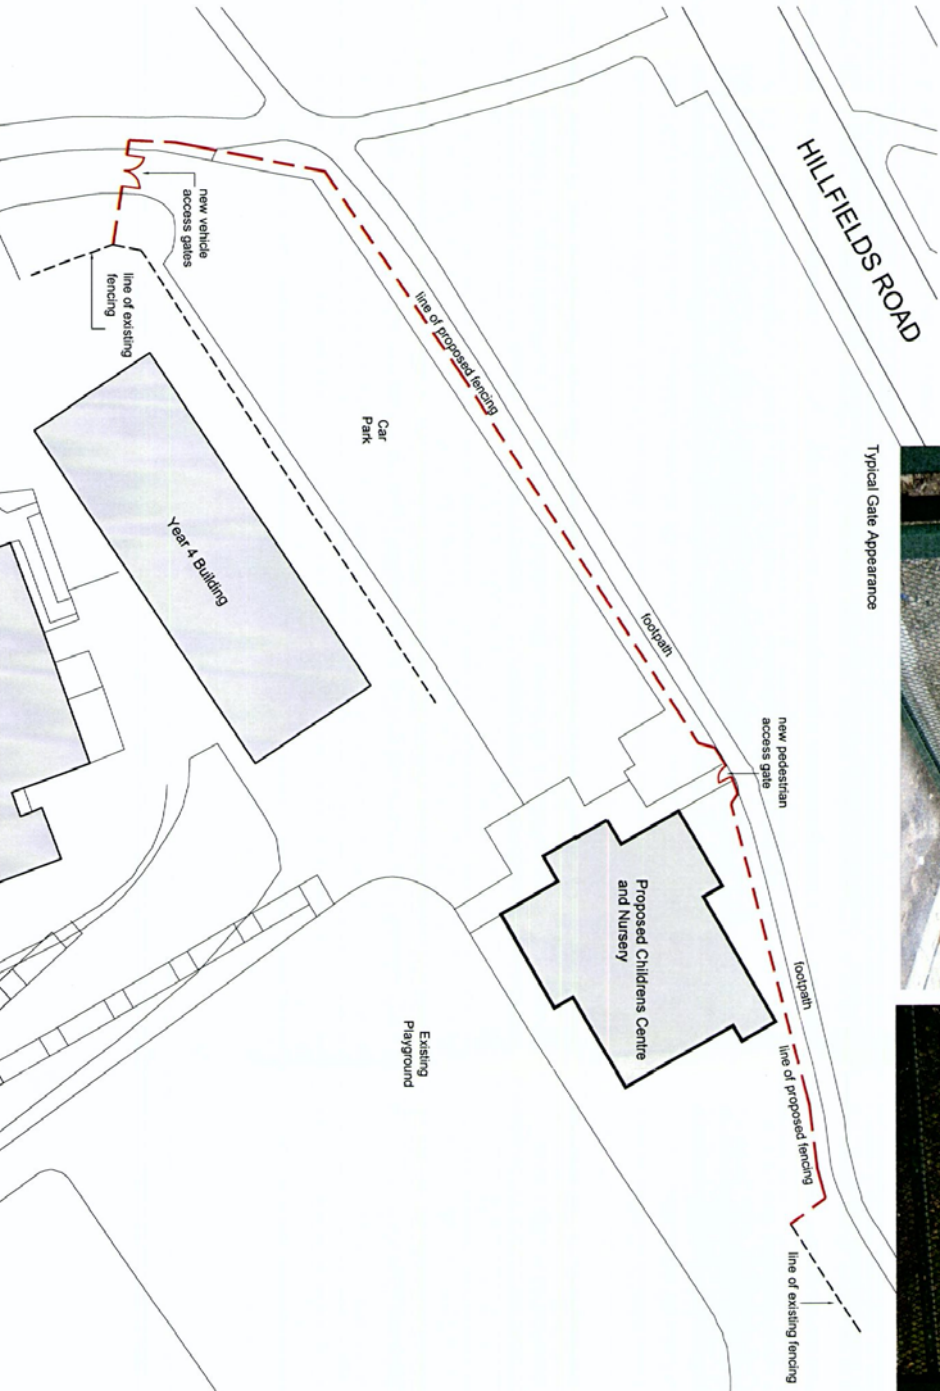 HILLFIELDS ROAD
Typical Gate Appearance
new vehicle
access gates
line of existing
fencing
line of proposed fencing
Car
Park
Year 4 Building
footpath
new pedestrian
access gate
Proposed Childrens Centre
and Nursery
footpath
line of proposed fencing
Existing
Playground
line of existing fencing